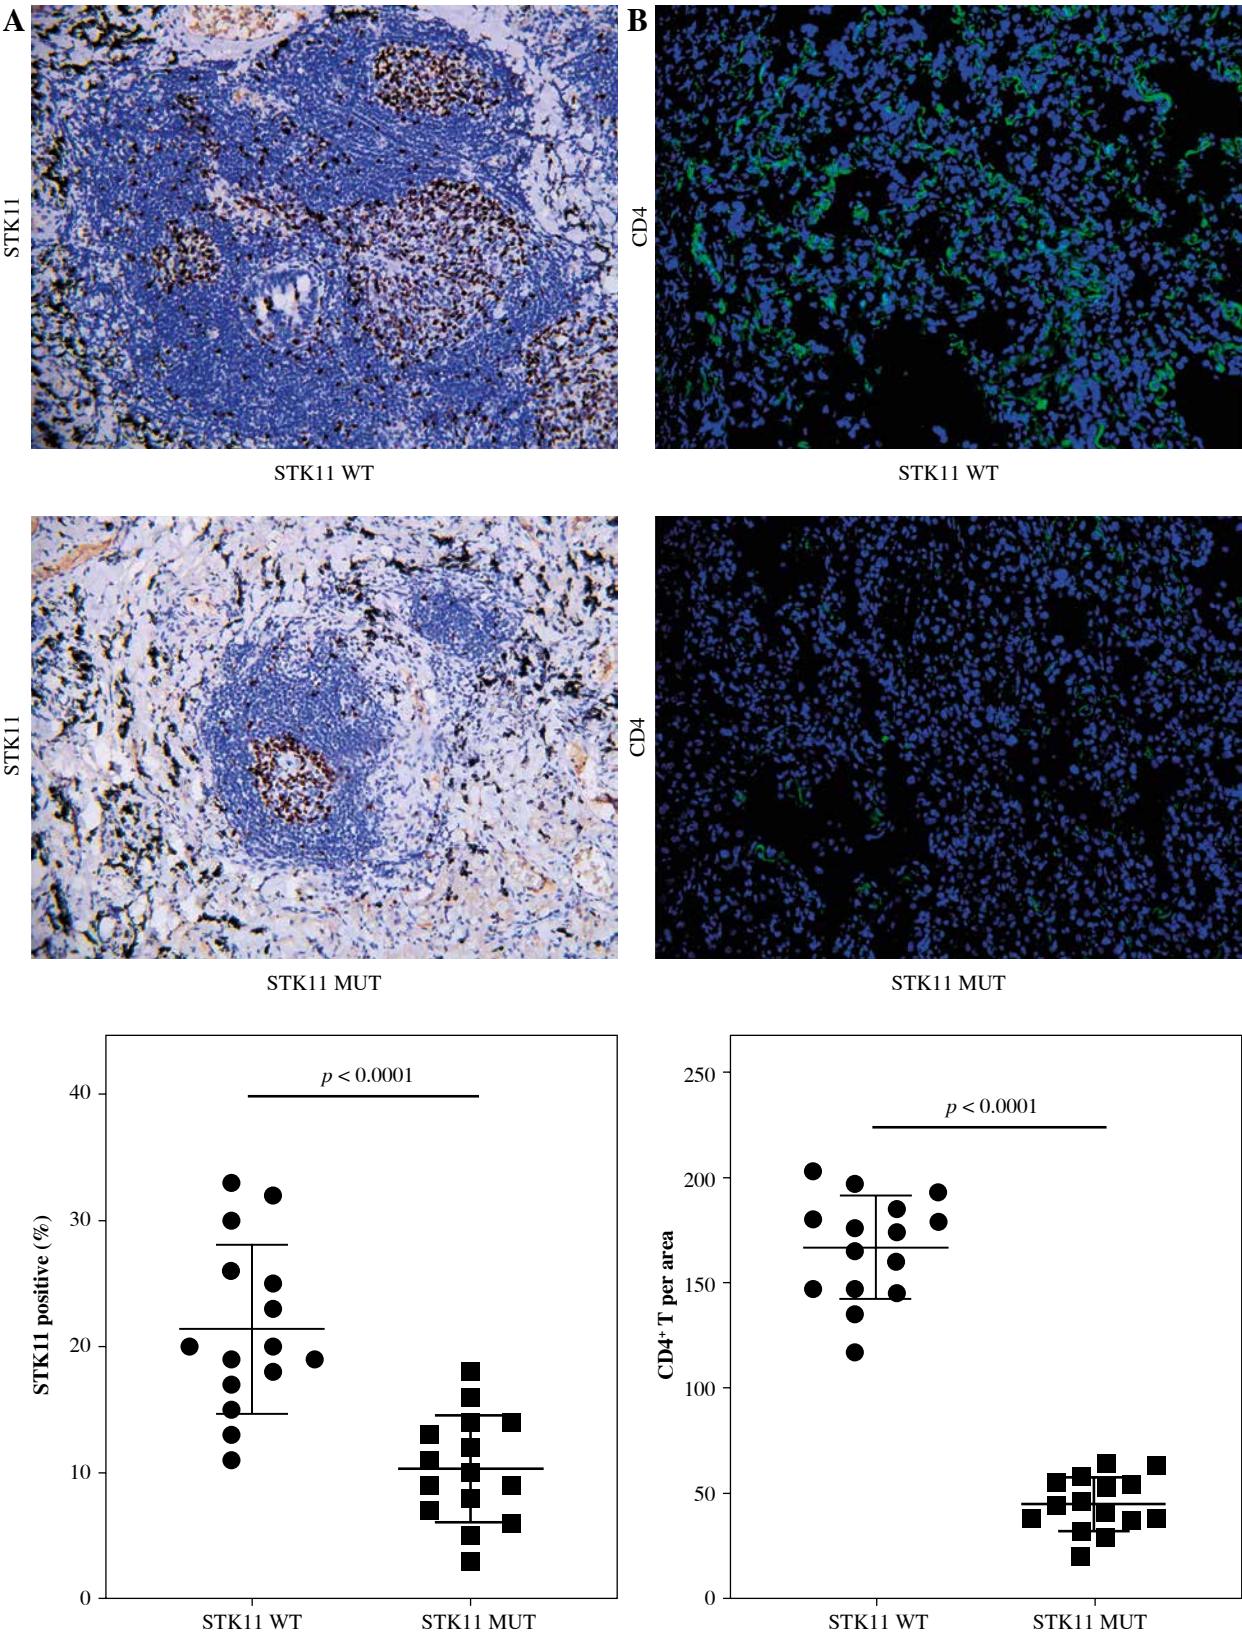 A
B
STK11
CD4
STK11 WT
STK11 WT
STK11
CD4
STK11 MUT
STK11 MUT
STK11 positive (%)
40
30
20
10
0
p < 0.0001
STK11 WT
STK11 MUT
CD4+ T per area
250
200
150
100
50
0
p < 0.0001
STK11 WT
STK11 MUT